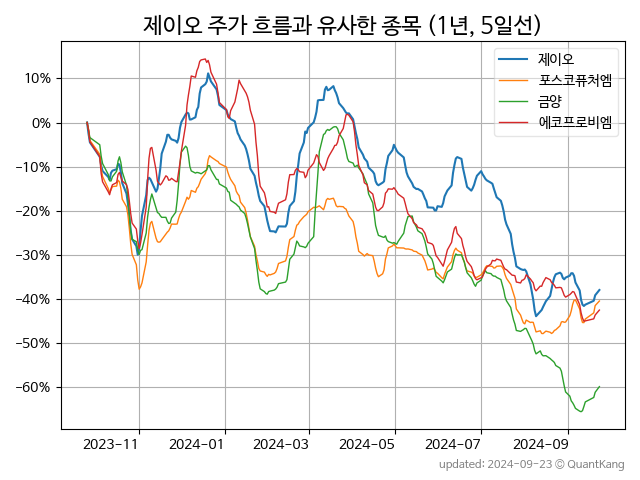 제이오 주가 흐름과 유사한 종목 (1년, 5일선)
제이오
포스코퓨처엠
금양
에코프로비엠
10%
0%
−10%
−20%
−30%
−40%
−50%
−60%
2023-11
2024-01
2024-03
2024-05
2024-07
2024-09
updated: 2024-09-23 © QuantKang